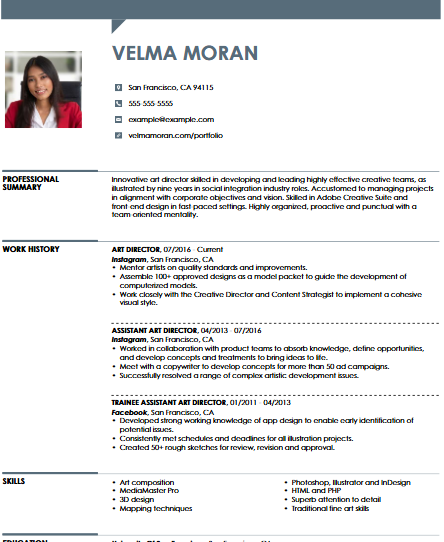 VELMA MORAN
San Francisco, CA 94115
555-555-5555
example@example.com
velmamoran.com/portfolio
PROFESSIONAL
SUMMARY
Innovative art director skilled in developing and leading highly effective creative teams, as
illustrated by nine years in social integration industry roles. Accustomed to managing projects
in alignment with corporate objectives and vision. Skilled in Adobe Creative Suite and
front-end design in fast-paced settings. Highly organized, proactive and punctual with a
team-oriented mentality.
WORK HISTORY
ART DIRECTOR, 07/2016 - Current
Instagram, San Francisco, CA
• Mentor artists on quality standards and improvements.
• Assemble 100+ approved designs as a model packet to guide the development of
computerized models.
• Work closely with the Creative Director and Content Strategist to implement a cohesive
visual style.
ASSISTANT ART DIRECTOR, 04/2013 - 07/2016
Instagram, San Francisco, CA
• Worked in collaboration with product teams to absorb knowledge, define opportunities,
and develop concepts and treatments to bring ideas to life.
• Meet with a copywriter to develop concepts for more than 50 ad campaigns.
• Successfully resolved a range of complex artistic development issues.
TRAINEE ASSISTANT ART DIRECTOR, 01/2011 - 04/2013
Facebook, San Francisco, CA
• Developed strong working knowledge of app design to enable early identification of
potential issues.
• Consistently met schedules and deadlines for all illustration projects.
• Created 50+ rough sketches for review, revision and approval.
SKILLS
• Art composition
• MediaMaster Pro
• 3D design
• Mapping techniques
• Photoshop, Illustrator and InDesign
• HTML and PHP
• Superb attention to detail
• Traditional fine art skills
EDUCATION